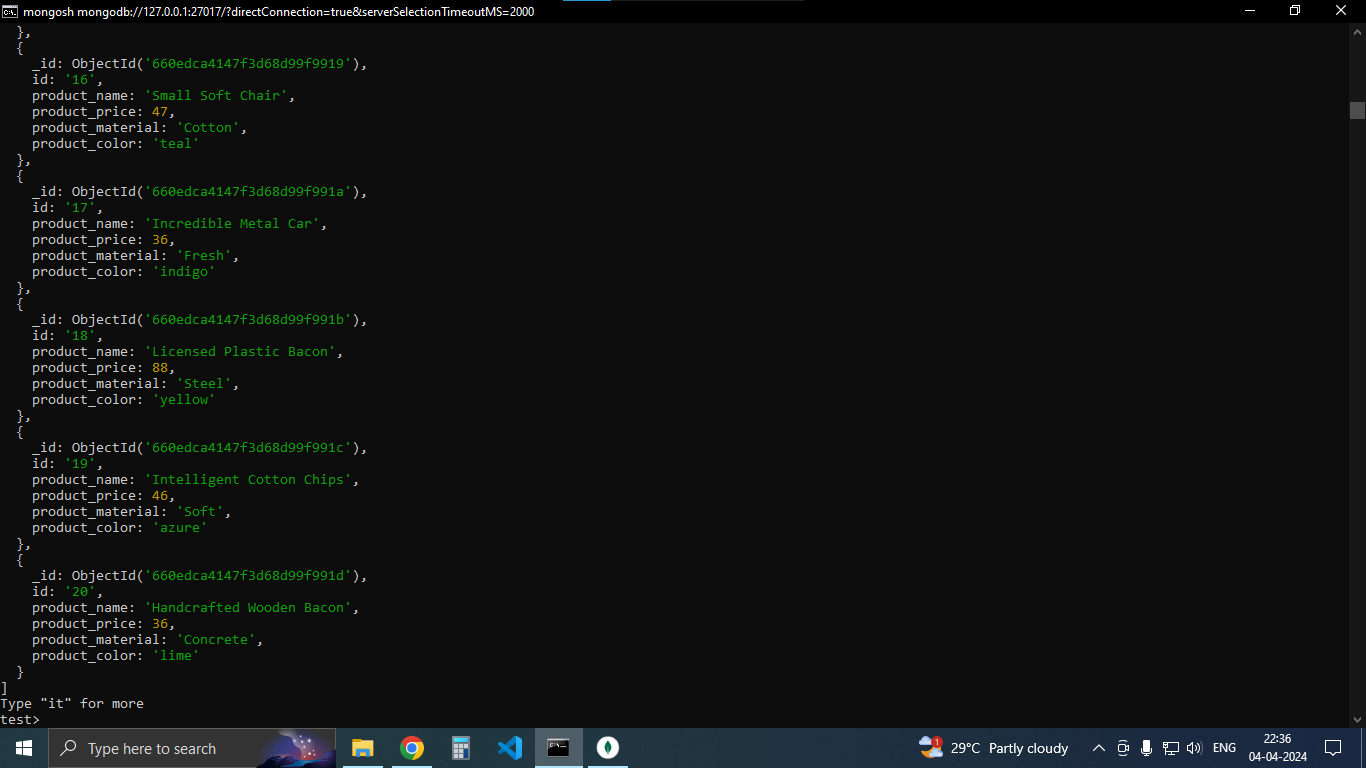 mongosh mongodb://127.0.0.1:27017/?directConnection=true&serverSelectionTimeoutMS=2000
},
{
_id: ObjectId('660edca4147f3d68d99f9919'),
id: '16',
product_name: 'Small Soft Chair',
product_price: 47,
product_material: 'Cotton',
product_color: 'teal'
},
{
_id: ObjectId('660edca4147f3d68d99f991a'),
id: '17',
product_name: 'Incredible Metal Car',
product_price: 36,
product_material: 'Fresh',
product_color: 'indigo'
},
{
_id: ObjectId('660edca4147f3d68d99f991b'),
id: '18',
product_name: 'Licensed Plastic Bacon',
product_price: 88,
product_material: 'Steel',
product_color: 'yellow'
},
{
_id: ObjectId('660edca4147f3d68d99f991c'),
id: '19',
product_name: 'Intelligent Cotton Chips',
product_price: 46,
product_material: 'Soft',
product_color: 'azure'
},
{
_id: ObjectId('660edca4147f3d68d99f991d'),
id: '20',
product_name: 'Handcrafted Wooden Bacon',
product_price: 36,
product_material: 'Concrete',
product_color: 'lime'
}
]
Type "it" for more
test>
Type here to search
1
29°C Partly cloudy
ENG
22:36
04-04-2024